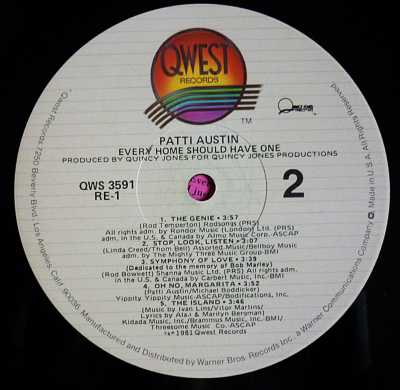 QWEST
RECORDS
TM
PATTI AUSTIN
EVERY HOME SHOULD HAVE ONE
PRODUCED BY QUINCY JONES FOR QUINCY JONES PRODUCTIONS
QWS 3591
RE-1
2
1. THE GENIE • 3:57
(Rod Temperton) Rodsongs (PRS)
All rights adm. by Rondor Music (London) Ltd. (PRS)
adm. in the U.S. & Canada by Almo Music Corp. ASCAP
2. STOP, LOOK, LISTEN • 3:07
(Linda Creed/Thom Bell) Assorted Music/Bellboy Music
adm. by The Mighty Three Music Group-BMI
3. SYMPHONY OF LOVE • 3:39
(Dedicated to the memory of Bob Marley)
(Rod Bowkett) Shanna Music Ltd. (PRS) All rights adm.
in the U.S. & Canada by Carbert Music, Inc.-BMI
4. OH NO, MARGARITA • 3:52
(Patti Austin/Michael Boddicker)
Yippity Yippity Music-ASCAP/Bodifications, Inc.
5. THE ISLAND • 3:46
(Music by Ivan Lins/Vitor Martins/
Lyrics by Alan & Marilyn Bergman)
Kidada Music, Inc./Brammus Music, Inc.-BMI/
Threesome Music Co.-ASCAP
1981 Qwest Records
Qwest Records 7250 Beverly Blvd. Los Angeles, Calif. 90036 • Manufactured and Distributed by Warner Bros. Records Inc., a Warner Communications Company • Made in U.S.A. All Rights Reserved